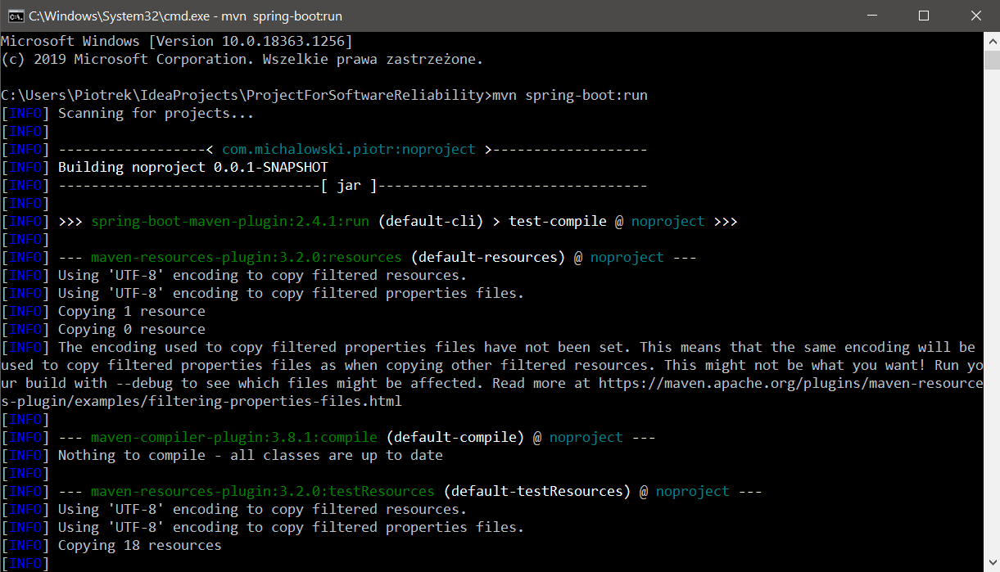 C:\Windows\System32\cmd.exe - mvn  spring-boot:run
Microsoft Windows [Version 10.0.18363.1256]
(c) 2019 Microsoft Corporation. Wszelkie prawa zastrzeżone.
C:\Users\Piotrek\IdeaProjects\ProjectForSoftwareReliability>mvn spring-boot:run
[INFO] Scanning for projects...
[INFO]
[INFO] ------------------< com.michalowski.piotr:noproject >-------------------
[INFO] Building noproject 0.0.1-SNAPSHOT
[INFO] --------------------------------[ jar ]---------------------------------
[INFO]
[INFO] >>> spring-boot-maven-plugin:2.4.1:run (default-cli) > test-compile @ noproject >>>
[INFO]
[INFO] --- maven-resources-plugin:3.2.0:resources (default-resources) @ noproject ---
[INFO] Using 'UTF-8' encoding to copy filtered resources.
[INFO] Using 'UTF-8' encoding to copy filtered properties files.
[INFO] Copying 1 resource
[INFO] Copying 0 resource
[INFO] The encoding used to copy filtered properties files have not been set. This means that the same encoding will be
used to copy filtered properties files as when copying other filtered resources. This might not be what you want! Run yo
ur build with --debug to see which files might be affected. Read more at https://maven.apache.org/plugins/maven-resource
s-plugin/examples/filtering-properties-files.html
[INFO]
[INFO] --- maven-compiler-plugin:3.8.1:compile (default-compile) @ noproject ---
[INFO] Nothing to compile - all classes are up to date
[INFO]
[INFO] --- maven-resources-plugin:3.2.0:testResources (default-testResources) @ noproject ---
[INFO] Using 'UTF-8' encoding to copy filtered resources.
[INFO] Using 'UTF-8' encoding to copy filtered properties files.
[INFO] Copying 18 resources
[INFO]